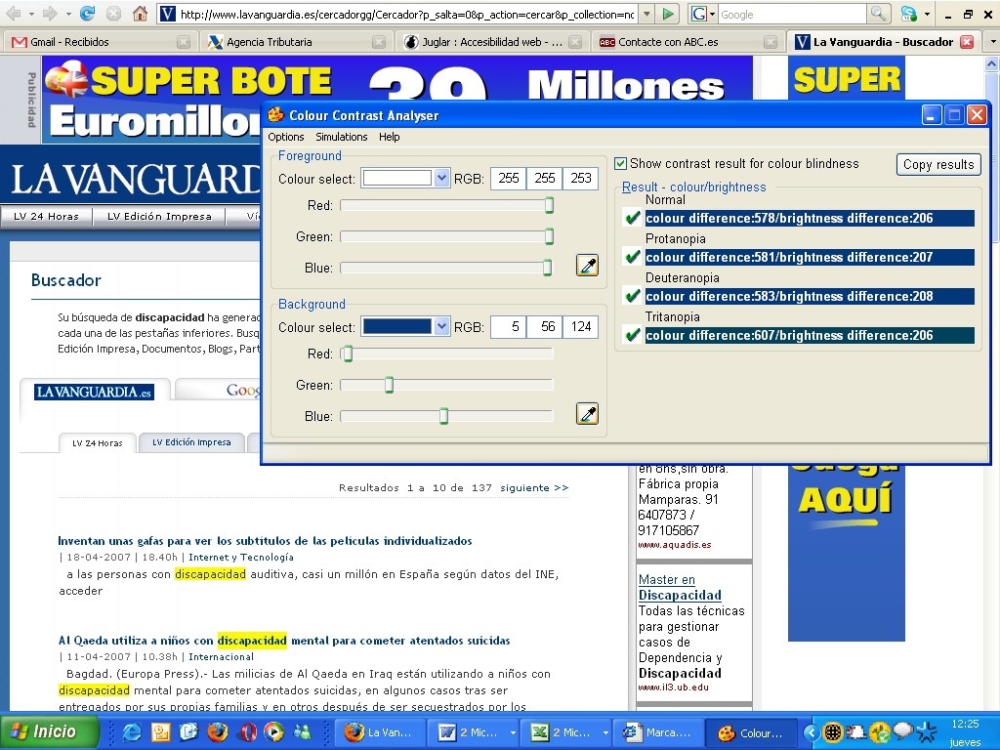 http://www.lavanguardia.es/cercadorgg/Cercador?p_salta=0&p_action=cercar&p_collection=no
G Google
Gmail - Recibidos
Agencia Tributaria
Juglar : Accesibilidad web - ...
ABC Contacte con ABC.es
V La Vanguardia - Buscador
Publicidad
SUPER BOTE
Millones
Euromillo
SUPER
LA VANGUARD
LV 24 Horas
LV Edición Impresa
Colour Contrast Analyser
Options Simulations Help
Foreground
Colour select: RGB: 255 255 253
Red:
Green:
Blue:
Background
Colour select: RGB: 5 56 124
Red:
Green:
Blue:
Show contrast result for colour blindness
Copy results
Result - colour/brightness
Normal
colour difference:578/brightness difference:206
Protanopia
colour difference:581/brightness difference:207
Deuteranopia
colour difference:583/brightness difference:208
Tritanopia
colour difference:607/brightness difference:206
Buscador
Su búsqueda de discapacidad ha genera
cada una de las pestañas inferiores. Busq
Edición Impresa, Documentos, Blogs, Part
LA VANGUARDIA.es
Goog
LV 24 Horas
LV Edición Impresa
Resultados 1 a 10 de 137 siguiente >>
Inventan unas gafas para ver los subtítulos de las películas individualizados
| 18-04-2007 | 18.40h | Internet y Tecnología
a las personas con discapacidad auditiva, casi un millón en España según datos del INE,
acceder
Al Qaeda utiliza a niños con discapacidad mental para cometer atentados suicidas
| 11-04-2007 | 10.38h | Internacional
Bagdad. (Europa Press).- Las milicias de Al Qaeda en Iraq están utilizando a niños con
discapacidad mental para cometer atentados suicidas, en algunos casos tras ser
entregados por sus propias familias y en otros después de ser secuestrados por los
en 8hs,sin obra.
Fábrica propia
Mamparas. 91
6407873 /
917105867
www.aquadis.es
Master en
Discapacidad
Todas las técnicas
para gestionar
casos de
Dependencia y
Discapacidad
www.il3.ub.edu
AQUÍ
Inicio
La Van...
2 Mic...
2 Mic...
Marca....
Colour...
12:25
jueves